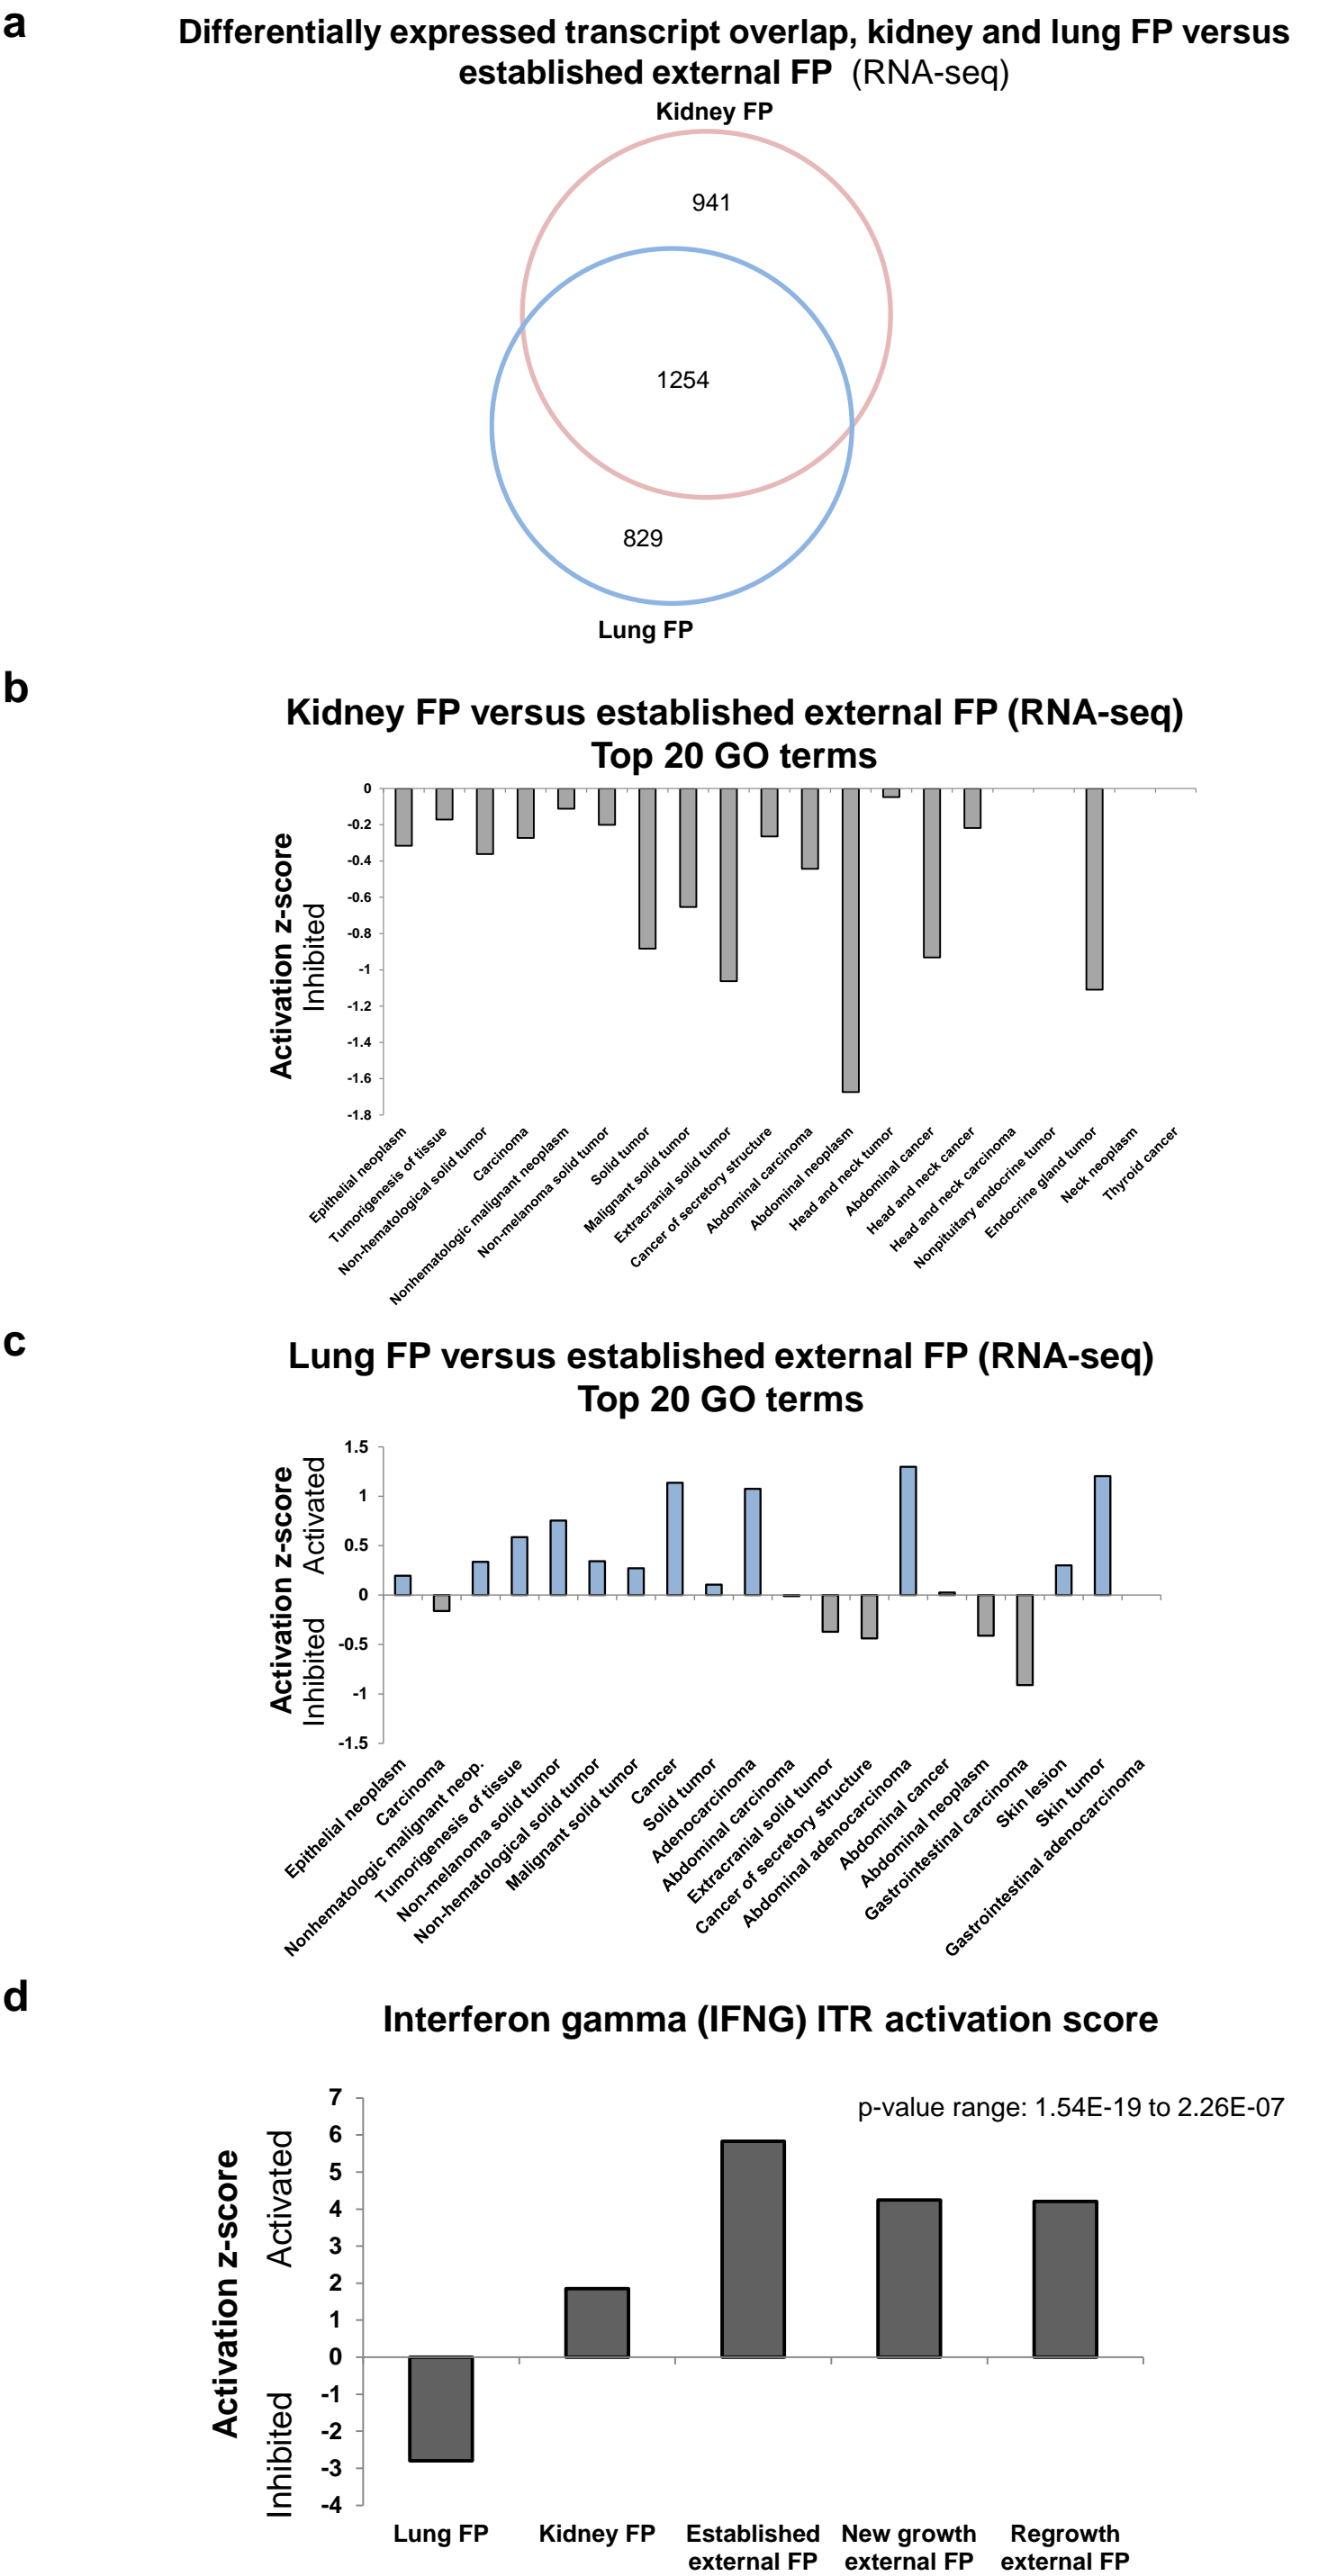 a
Differentially expressed transcript overlap, kidney and lung FP versus
established external FP (RNA-seq)
Kidney FP
941
1254
829
Lung FP
b
Kidney FP versus established external FP (RNA-seq)
Top 20 GO terms
Activation z-score
Inhibited
0
-0.2
-0.4
-0.6
-0.8
-1
-1.2
-1.4
-1.6
-1.8
Epithelial neoplasm
Tumorigenesis of tissue
Non-hematological solid tumor
Carcinoma
Nonhematologic malignant neoplasm
Non-melanoma solid tumor
Solid tumor
Malignant solid tumor
Extracranial solid tumor
Cancer of secretory structure
Abdominal carcinoma
Abdominal neoplasm
Head and neck tumor
Abdominal cancer
Head and neck cancer
Head and neck carcinoma
Nonpituitary endocrine tumor
Endocrine gland tumor
Neck neoplasm
Thyroid cancer
c
Lung FP versus established external FP (RNA-seq)
Top 20 GO terms
Activation z-score
Inhibited
Activated
1.5
1
0.5
0
-0.5
-1
-1.5
Epithelial neoplasm
Carcinoma
Nonhematologic malignant neop.
Tumorigenesis of tissue
Non-melanoma solid tumor
Non-hematological solid tumor
Malignant solid tumor
Cancer
Solid tumor
Adenocarcinoma
Abdominal carcinoma
Extracranial solid tumor
Cancer of secretory structure
Abdominal adenocarcinoma
Abdominal cancer
Abdominal neoplasm
Gastrointestinal carcinoma
Skin lesion
Skin tumor
Gastrointestinal adenocarcinoma
d
Interferon gamma (IFNG) ITR activation score
p-value range: 1.54E-19 to 2.26E-07
Activation z-score
Inhibited
Activated
7
6
5
4
3
2
1
0
-1
-2
-3
-4
Lung FP
Kidney FP
Established
external FP
New growth
external FP
Regrowth
external FP